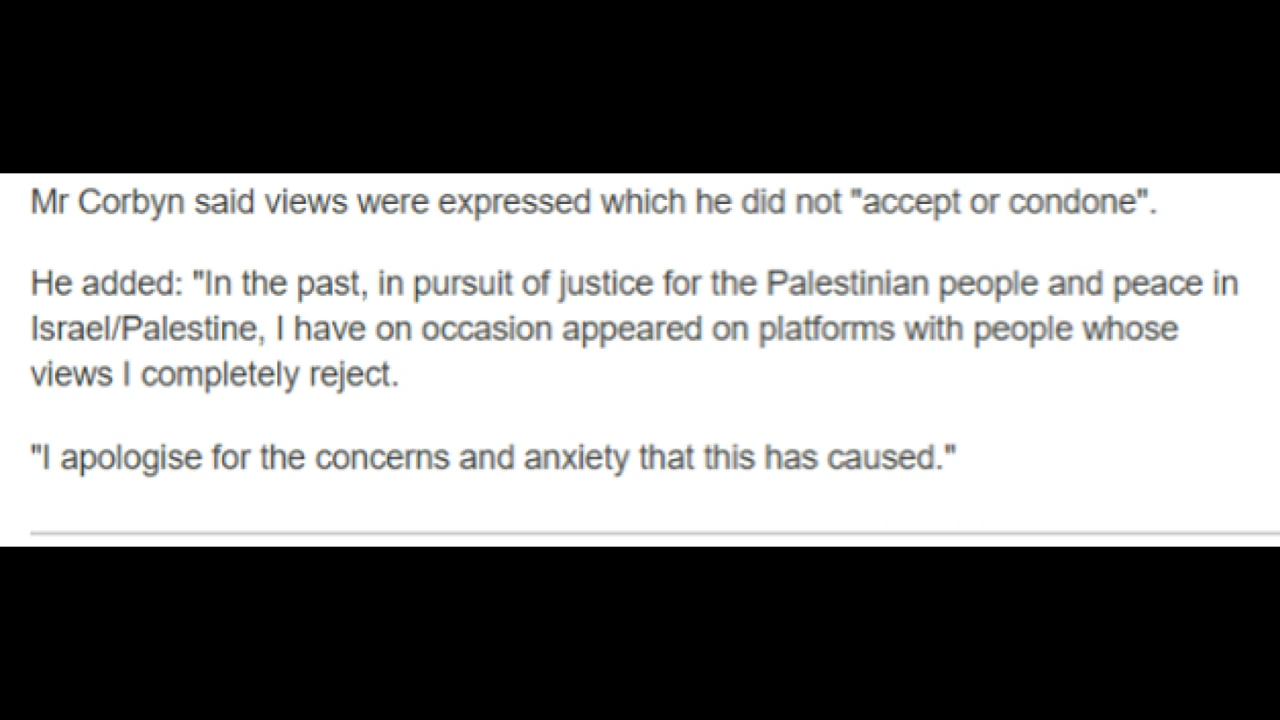 Mr Corbyn said views were expressed which he did not "accept or condone".
He added: "In the past, in pursuit of justice for the Palestinian people and peace in
Israel/Palestine, I have on occasion appeared on platforms with people whose
views I completely reject.
"I apologise for the concerns and anxiety that this has caused."